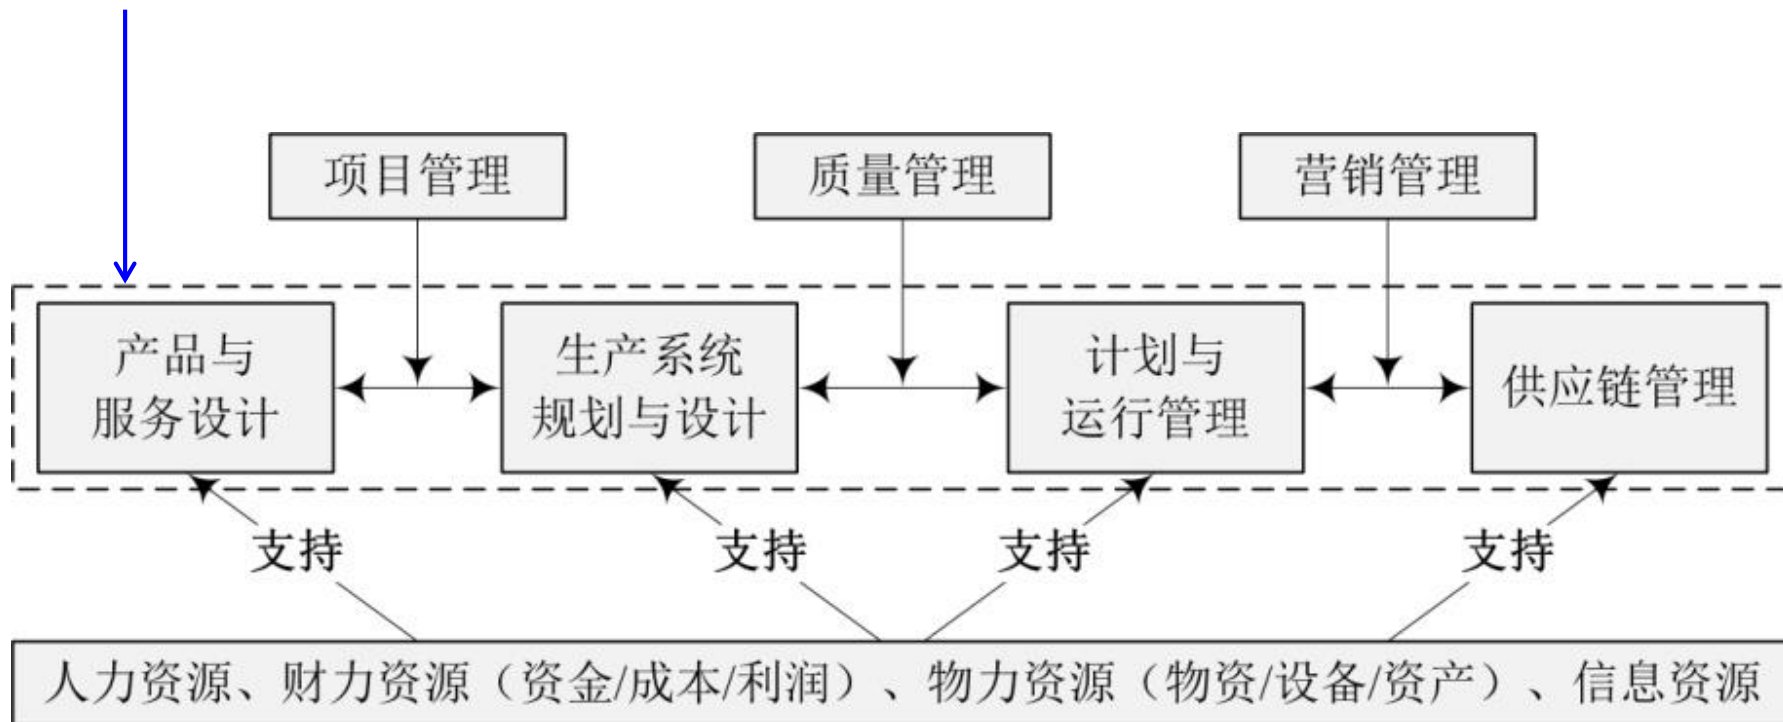 项目管理
质量管理
营销管理
产品与
服务设计
生产系统
规划与设计
计划与
运行管理
供应链管理
支持
支持
支持
支持
人力资源、财力资源（资金/成本/利润）、物力资源（物资/设备/资产）、信息资源